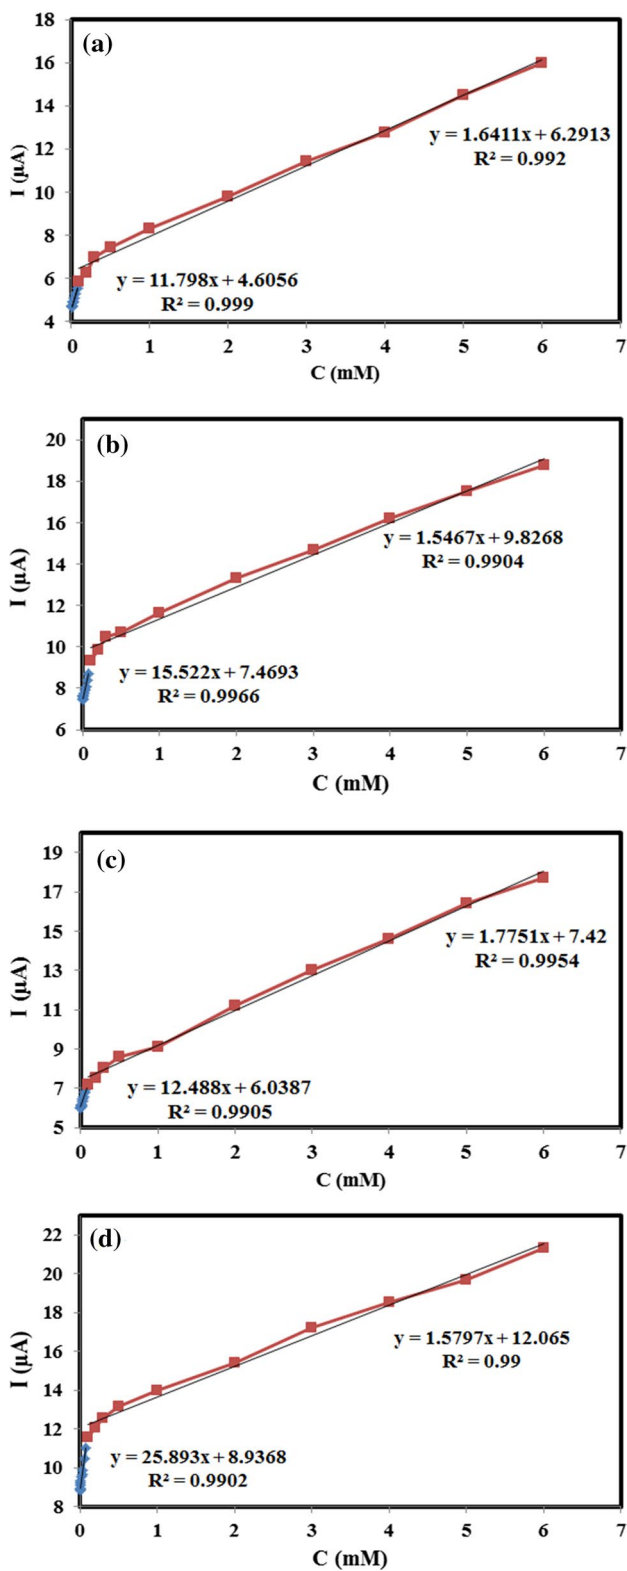 (a)
18
16
14
12
10
8
6
4
I (µA)
y = 1.6411x + 6.2913
R² = 0.992
y = 11.798x + 4.6056
R² = 0.999
0 1 2 3 4 5 6 7
C (mM)
(b)
20
18
16
14
12
10
8
6
I (µA)
y = 1.5467x + 9.8268
R² = 0.9904
y = 15.522x + 7.4693
R² = 0.9966
0 1 2 3 4 5 6 7
C (mM)
(c)
19
17
15
13
11
9
7
5
I (µA)
y = 1.7751x + 7.42
R² = 0.9954
y = 12.488x + 6.0387
R² = 0.9905
0 1 2 3 4 5 6 7
C (mM)
(d)
22
20
18
16
14
12
10
8
I (µA)
y = 1.5797x + 12.065
R² = 0.99
y = 25.893x + 8.9368
R² = 0.9902
0 1 2 3 4 5 6 7
C (mM)